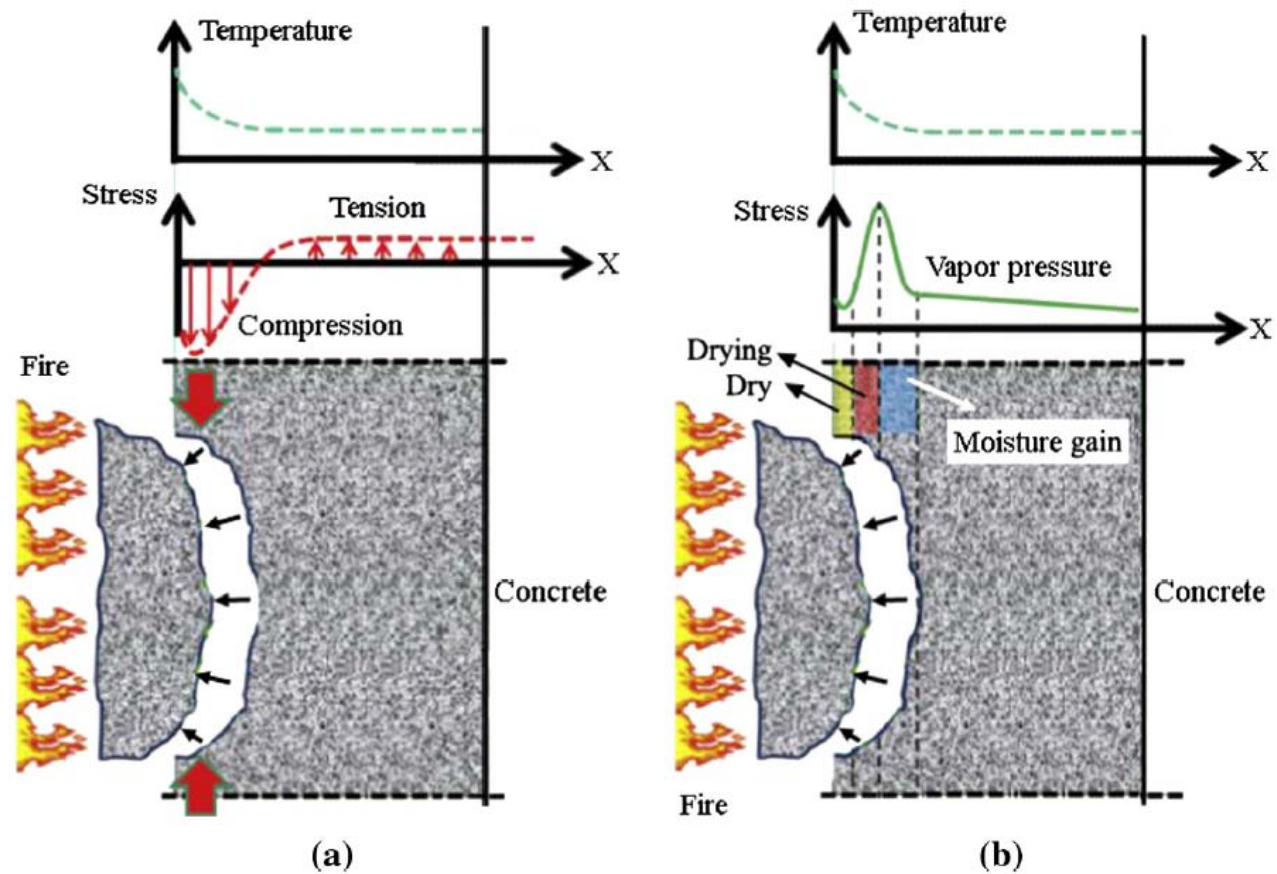 Temperature
X
Stress
Tension
X
Compression
Fire
Concrete
(a)
Temperature
X
Stress
Vapor pressure
X
Drying
Dry
Moisture gain
Concrete
Fire
(b)